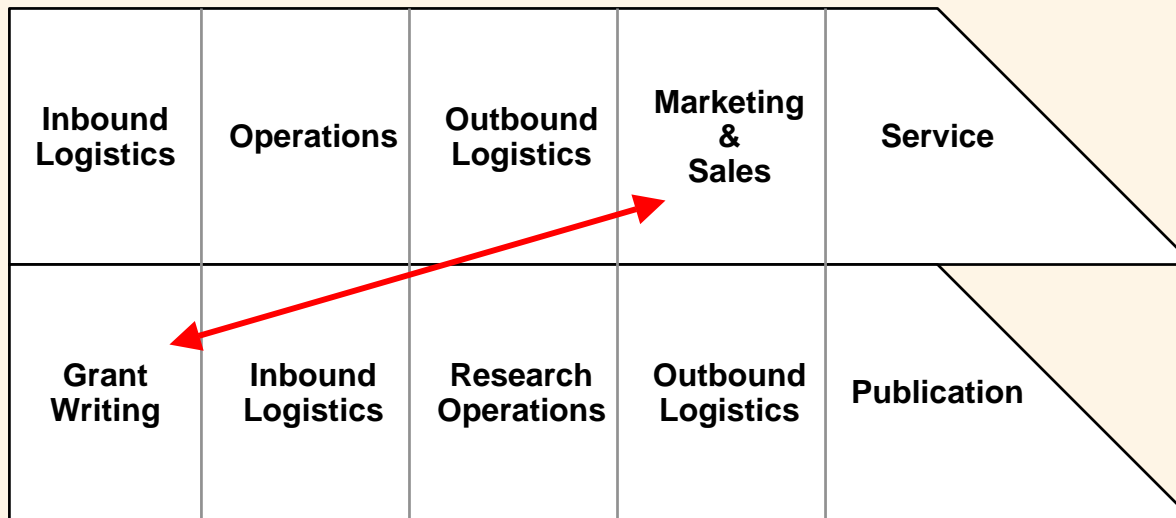 Inbound
Logistics
Operations
Outbound
Logistics
Marketing
&
Sales
Service
Grant
Writing
Inbound
Logistics
Research
Operations
Outbound
Logistics
Publication